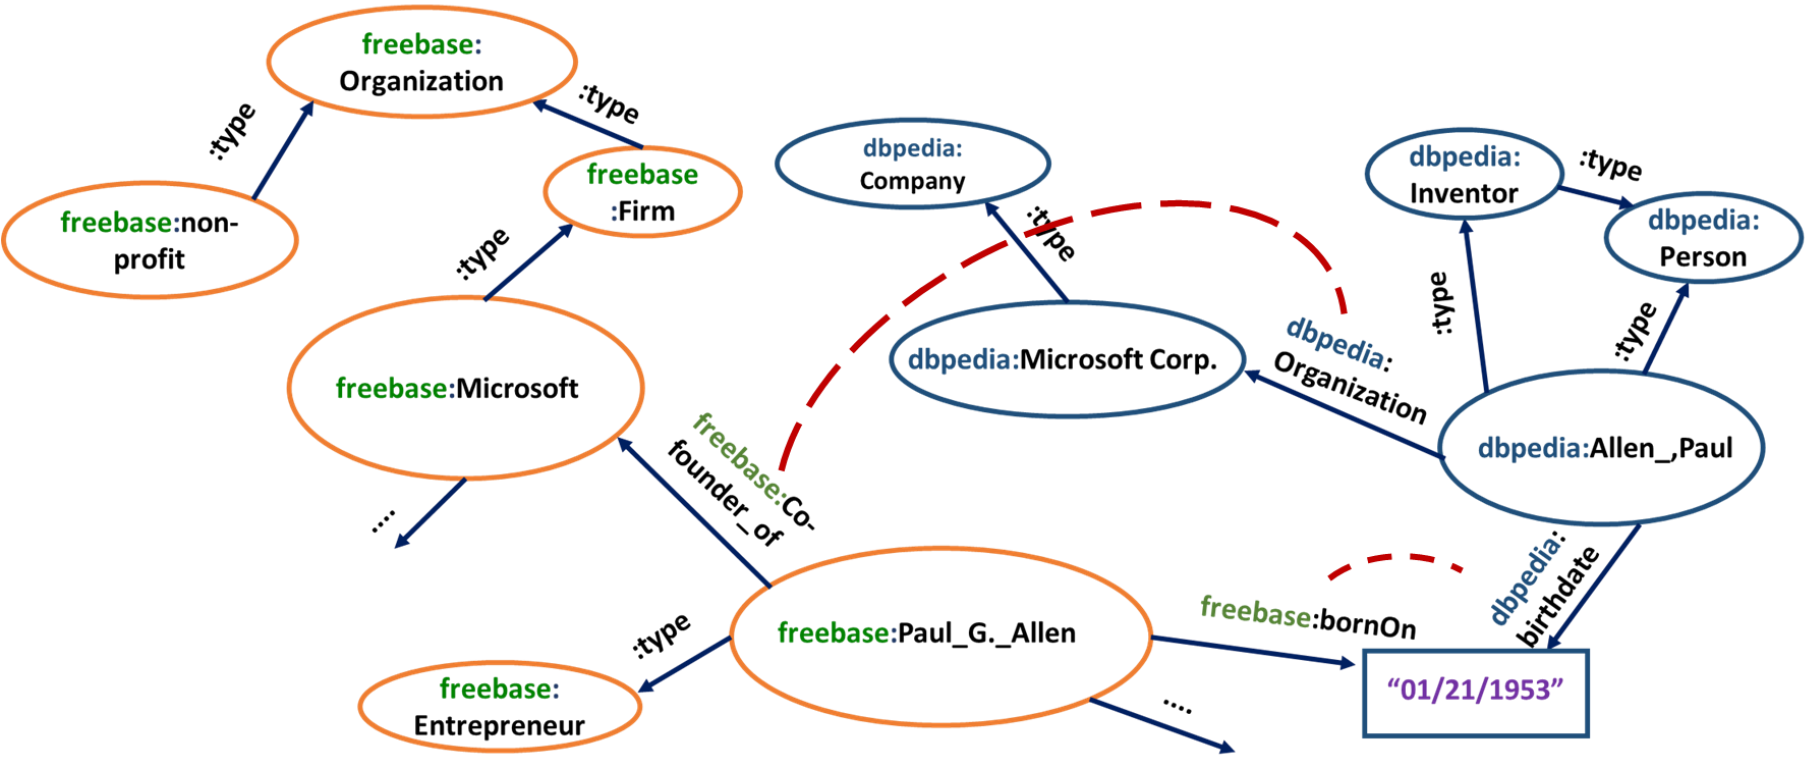 freebase:
Organization
:type
:type
freebase:non-
profit
freebase
:Firm
:type
freebase:Microsoft
....
freebase:Co-
founder_of
:type
freebase:
Entrepreneur
freebase:Paul_G._Allen
....
freebase:bornOn
"01/21/1953"
dbpedia:
Company
:type
dbpedia:Microsoft Corp.
dbpedia:
Organization
dbpedia:
Inventor
:type
dbpedia:
Person
:type
:type
dbpedia:Allen_,Paul
dbpedia:
birthdate